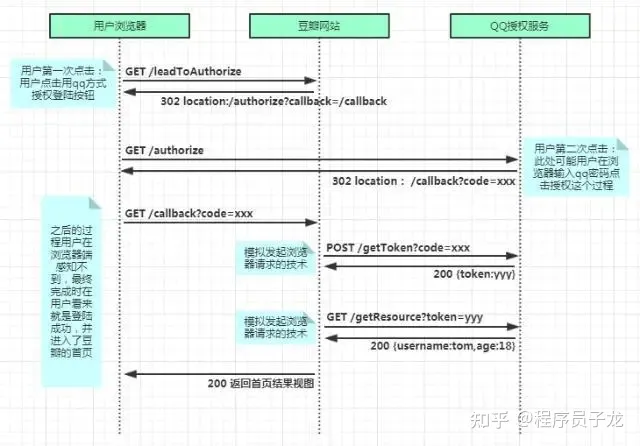 用户浏览器
豆瓣网站
QQ授权服务
用户第一次点击：
用户点击用qq方式
授权登陆按钮
GET /leadToAuthorize
302 location:/authorize?callback=/callback
GET /authorize
302 location： /callback?code=xxx
用户第二次点击：
此处可能用户在浏
览器输入qq密码点
击授权这个过程
GET /callback?code=xxx
之后的过
程用户在
浏览器端
感知不
到，最终
完成时在
用户看来
就是登陆
成功，并
进入了豆
瓣的首页
模拟发起浏览
器请求的技术
POST /getToken?code=xxx
200 {token:yyy}
模拟发起浏览
器请求的技术
GET /getResource?token=yyy
200 {username:tom,age:18}
200 返回首页结果视图
知乎 @程序员子龙